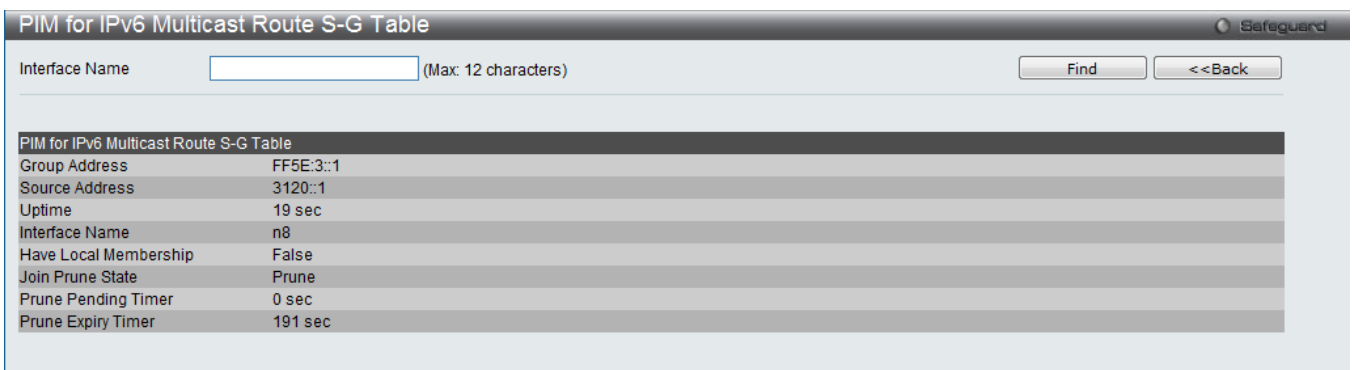 PIM for IPv6 Multicast Route S-G Table Safeguard
Interface Name (Max: 12 characters) Find <<Back
PIM for IPv6 Multicast Route S-G Table
Group Address FF5E:3::1
Source Address 3120::1
Uptime 19 sec
Interface Name n8
Have Local Membership False
Join Prune State Prune
Prune Pending Timer 0 sec
Prune Expiry Timer 191 sec